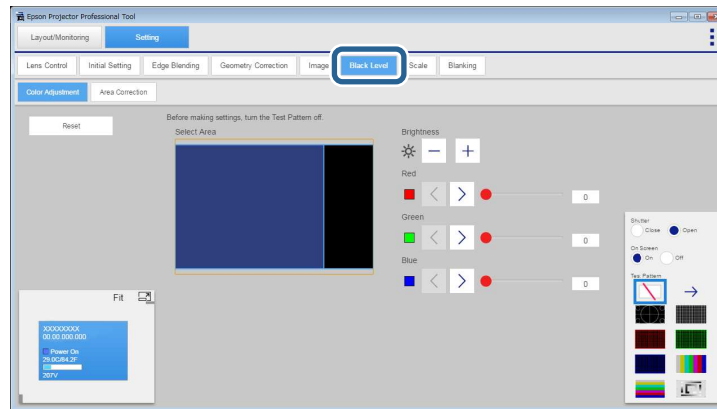 Epson Projector Professional Tool
Layout/Monitoring Setting
Lens Control Initial Setting Edge Blending Geometry Correction Image Black Level Scale Blanking
Color Adjustment Area Correction
Reset
Before making settings, turn the Test Pattern off.
Select Area
Brightness
Red
0
Green
0
Blue
0
Shutter
Close Open
On Screen
On Off
Test Pattern
Fit
XXXXXXXX
00.00.000.000
Power On
29.0C/84.2F
207V